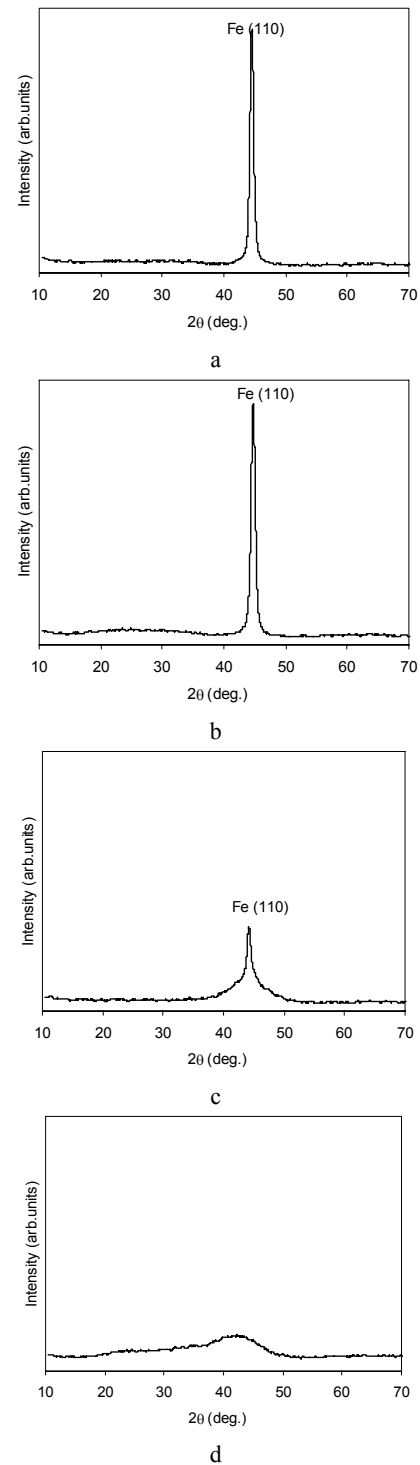 Fe (110)
Intensity (arb.units)
10 20 30 40 50 60 70
2θ (deg.)
a
Fe (110)
Intensity (arb.units)
10 20 30 40 50 60 70
2θ (deg.)
b
Fe (110)
Intensity (arb.units)
10 20 30 40 50 60 70
2θ (deg.)
c
Intensity (arb.units)
10 20 30 40 50 60 70
2θ (deg.)
d